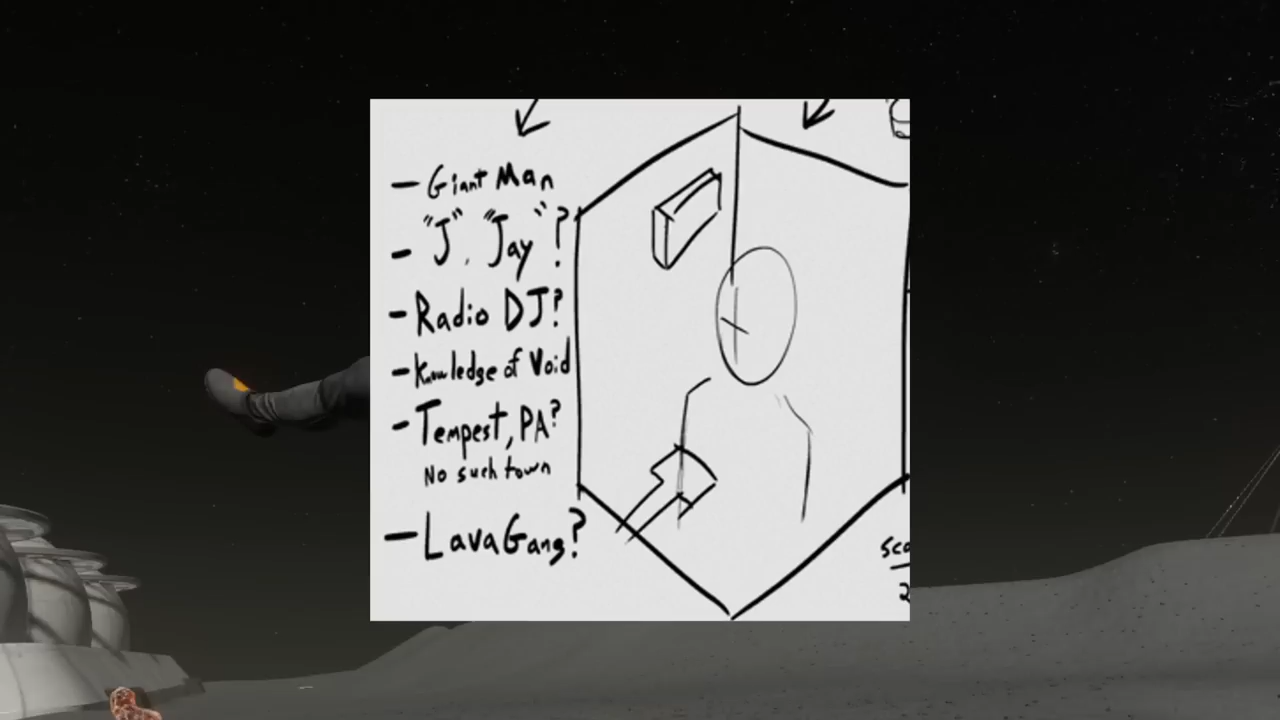 - Giant Man
- "J", "Jay"?
- Radio DJ?
- Knowledge of Void
- Tempest, PA?
No such town
- LavaGang?